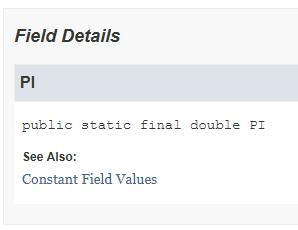 Field Details
PI
public static final double PI
See Also:
Constant Field Values